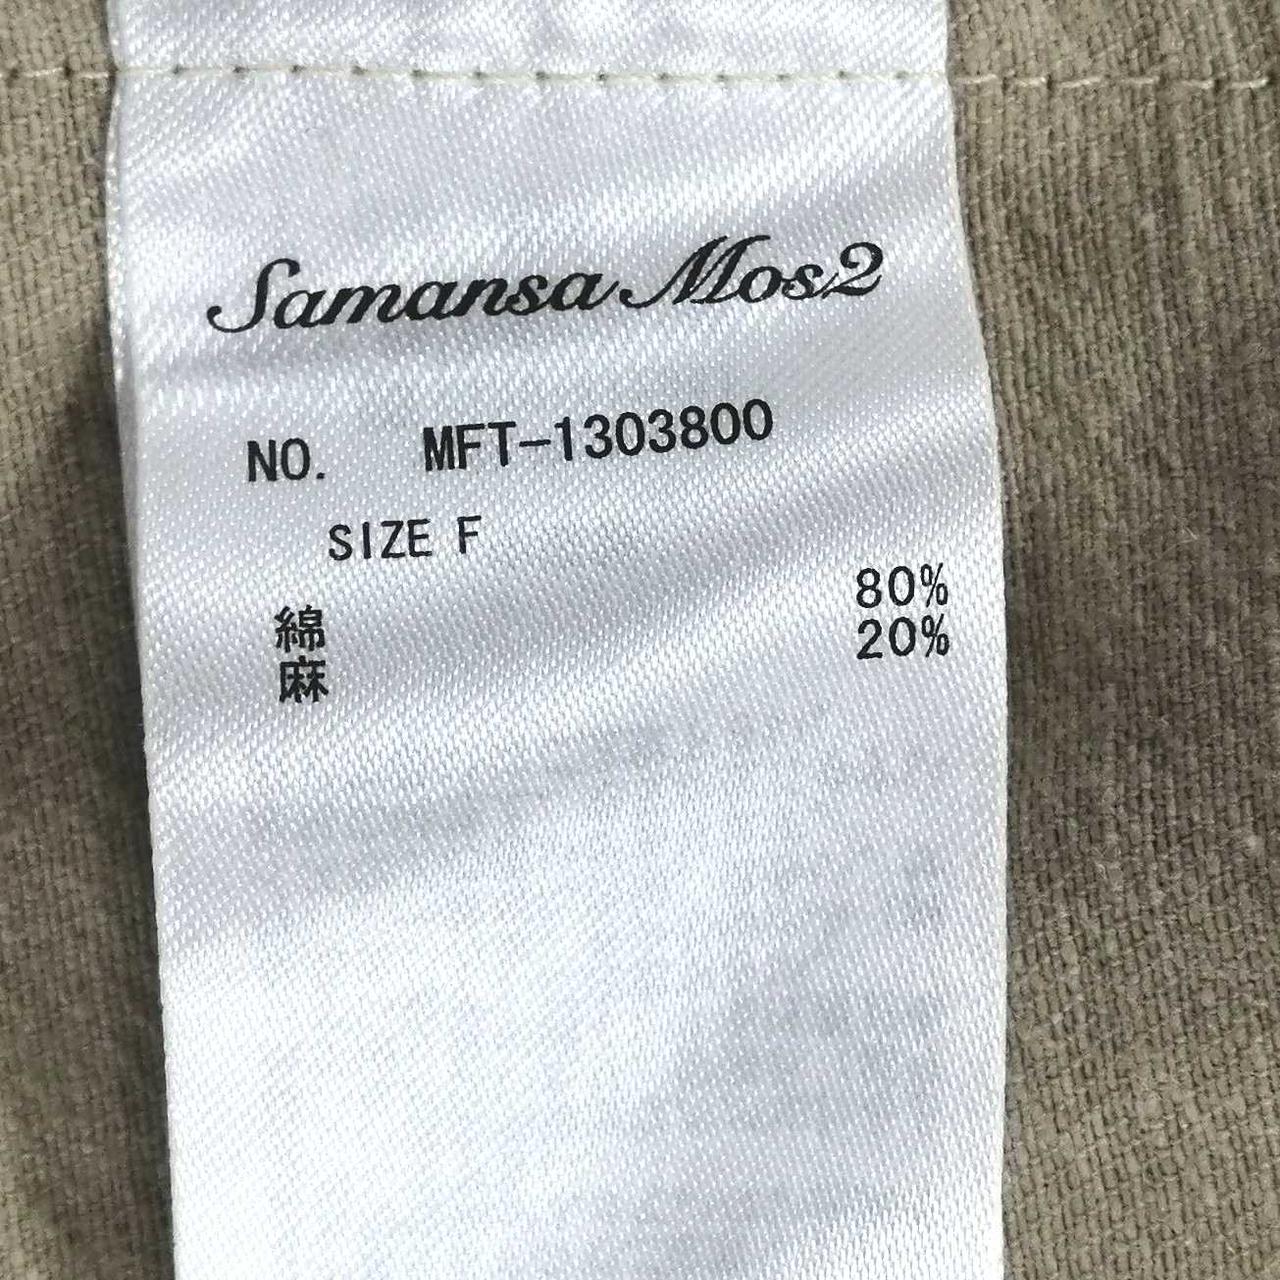 Samansa Mos2
NO. MFT-1303800
SIZE F
綿 80%
麻 20%